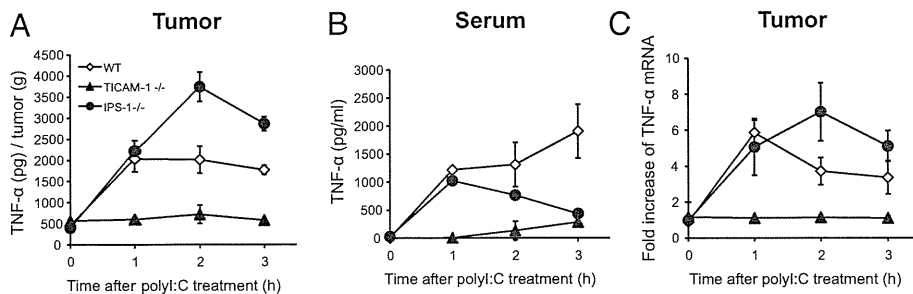 A
Tumor
TNF-α (pg) / tumor (g)
4500
4000
3500
3000
2500
2000
1500
1000
500
0
WT
TICAM-1 -/-
IPS-1-/-
0 1 2 3
Time after polyI:C treatment (h)
B
Serum
TNF-α (pg/ml)
2500
2000
1500
1000
500
0
0 1 2 3
Time after polyI:C treatment (h)
C
Tumor
Fold increase of TNF-α mRNA
10
8
6
4
2
0
0 1 2 3
Time after polyI:C treatment (h)